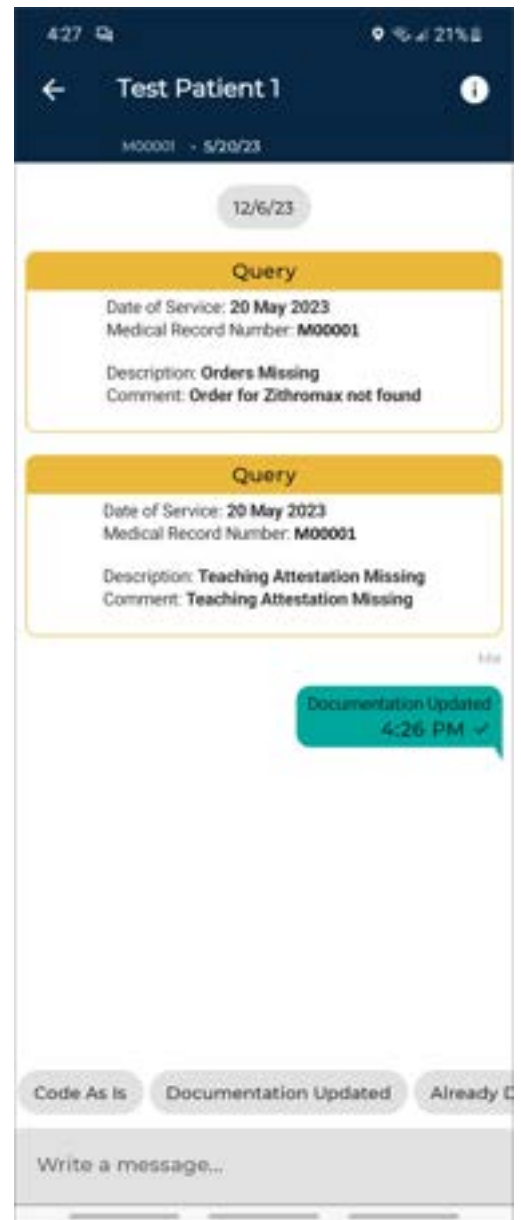 4:27 21%
Test Patient 1
M00001 - 5/20/23
12/6/23
Query
Date of Service: 20 May 2023
Medical Record Number: M00001
Description: Orders Missing
Comment: Order for Zithromax not found
Query
Date of Service: 20 May 2023
Medical Record Number: M00001
Description: Teaching Attestation Missing
Comment: Teaching Attestation Missing
Me
Documentation Updated
4:26 PM ✓
Code As Is Documentation Updated Already D
Write a message...